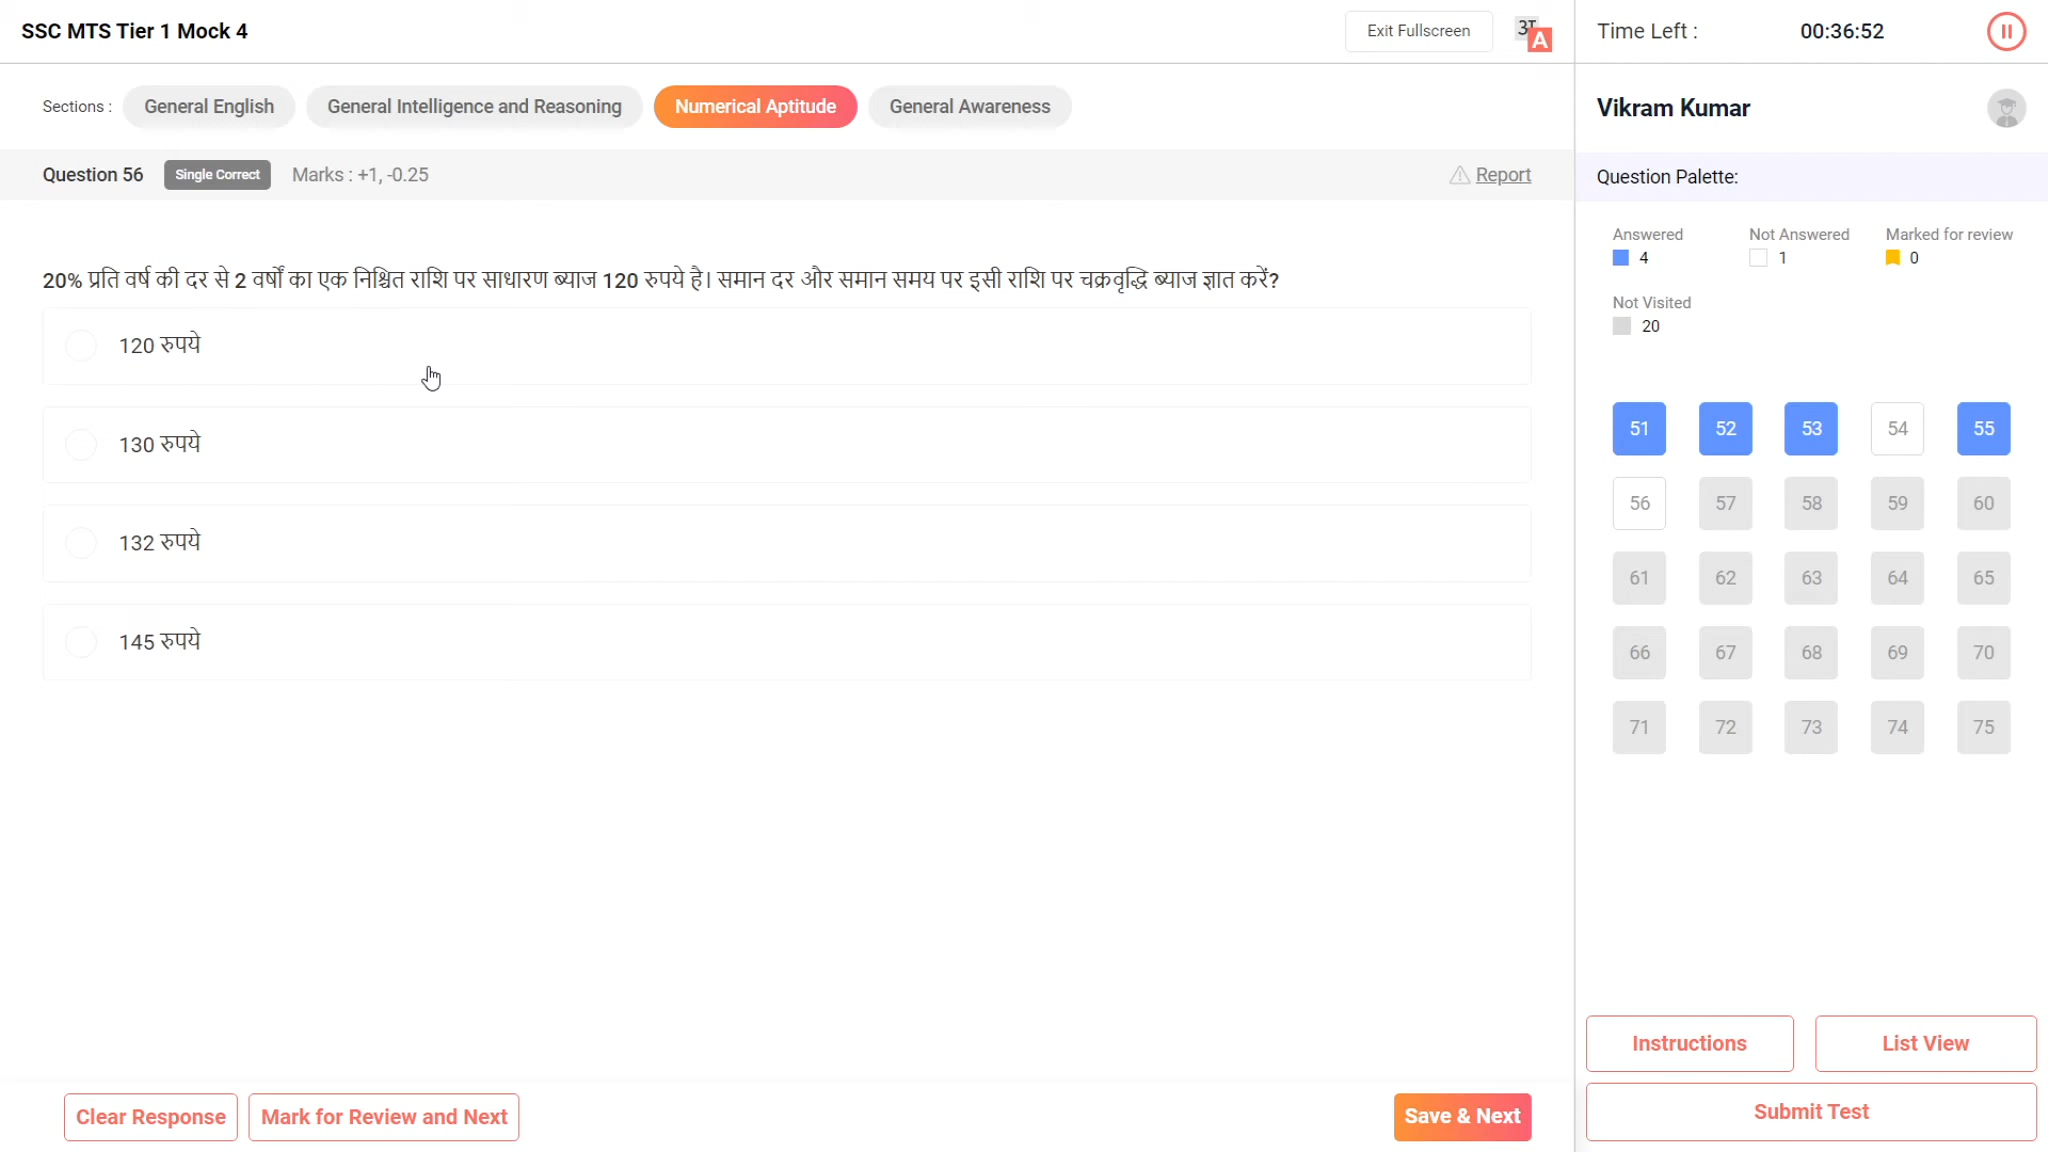 SSC MTS Tier 1 Mock 4
Exit Fullscreen
अ A
Time Left : 00:36:52
Sections : General English General Intelligence and Reasoning Numerical Aptitude General Awareness
Vikram Kumar
Question 56 Single Correct Marks : +1, -0.25 Report
Question Palette:
20% प्रति वर्ष की दर से 2 वर्षों का एक निश्चित राशि पर साधारण ब्याज 120 रुपये है। समान दर और समान समय पर इसी राशि पर चक्रवृद्धि ब्याज ज्ञात करें?
120 रुपये
130 रुपये
132 रुपये
145 रुपये
Answered Not Answered Marked for review
4 1 0
Not Visited
20
51 52 53 54 55
56 57 58 59 60
61 62 63 64 65
66 67 68 69 70
71 72 73 74 75
Instructions List View
Clear Response Mark for Review and Next Save & Next
Submit Test